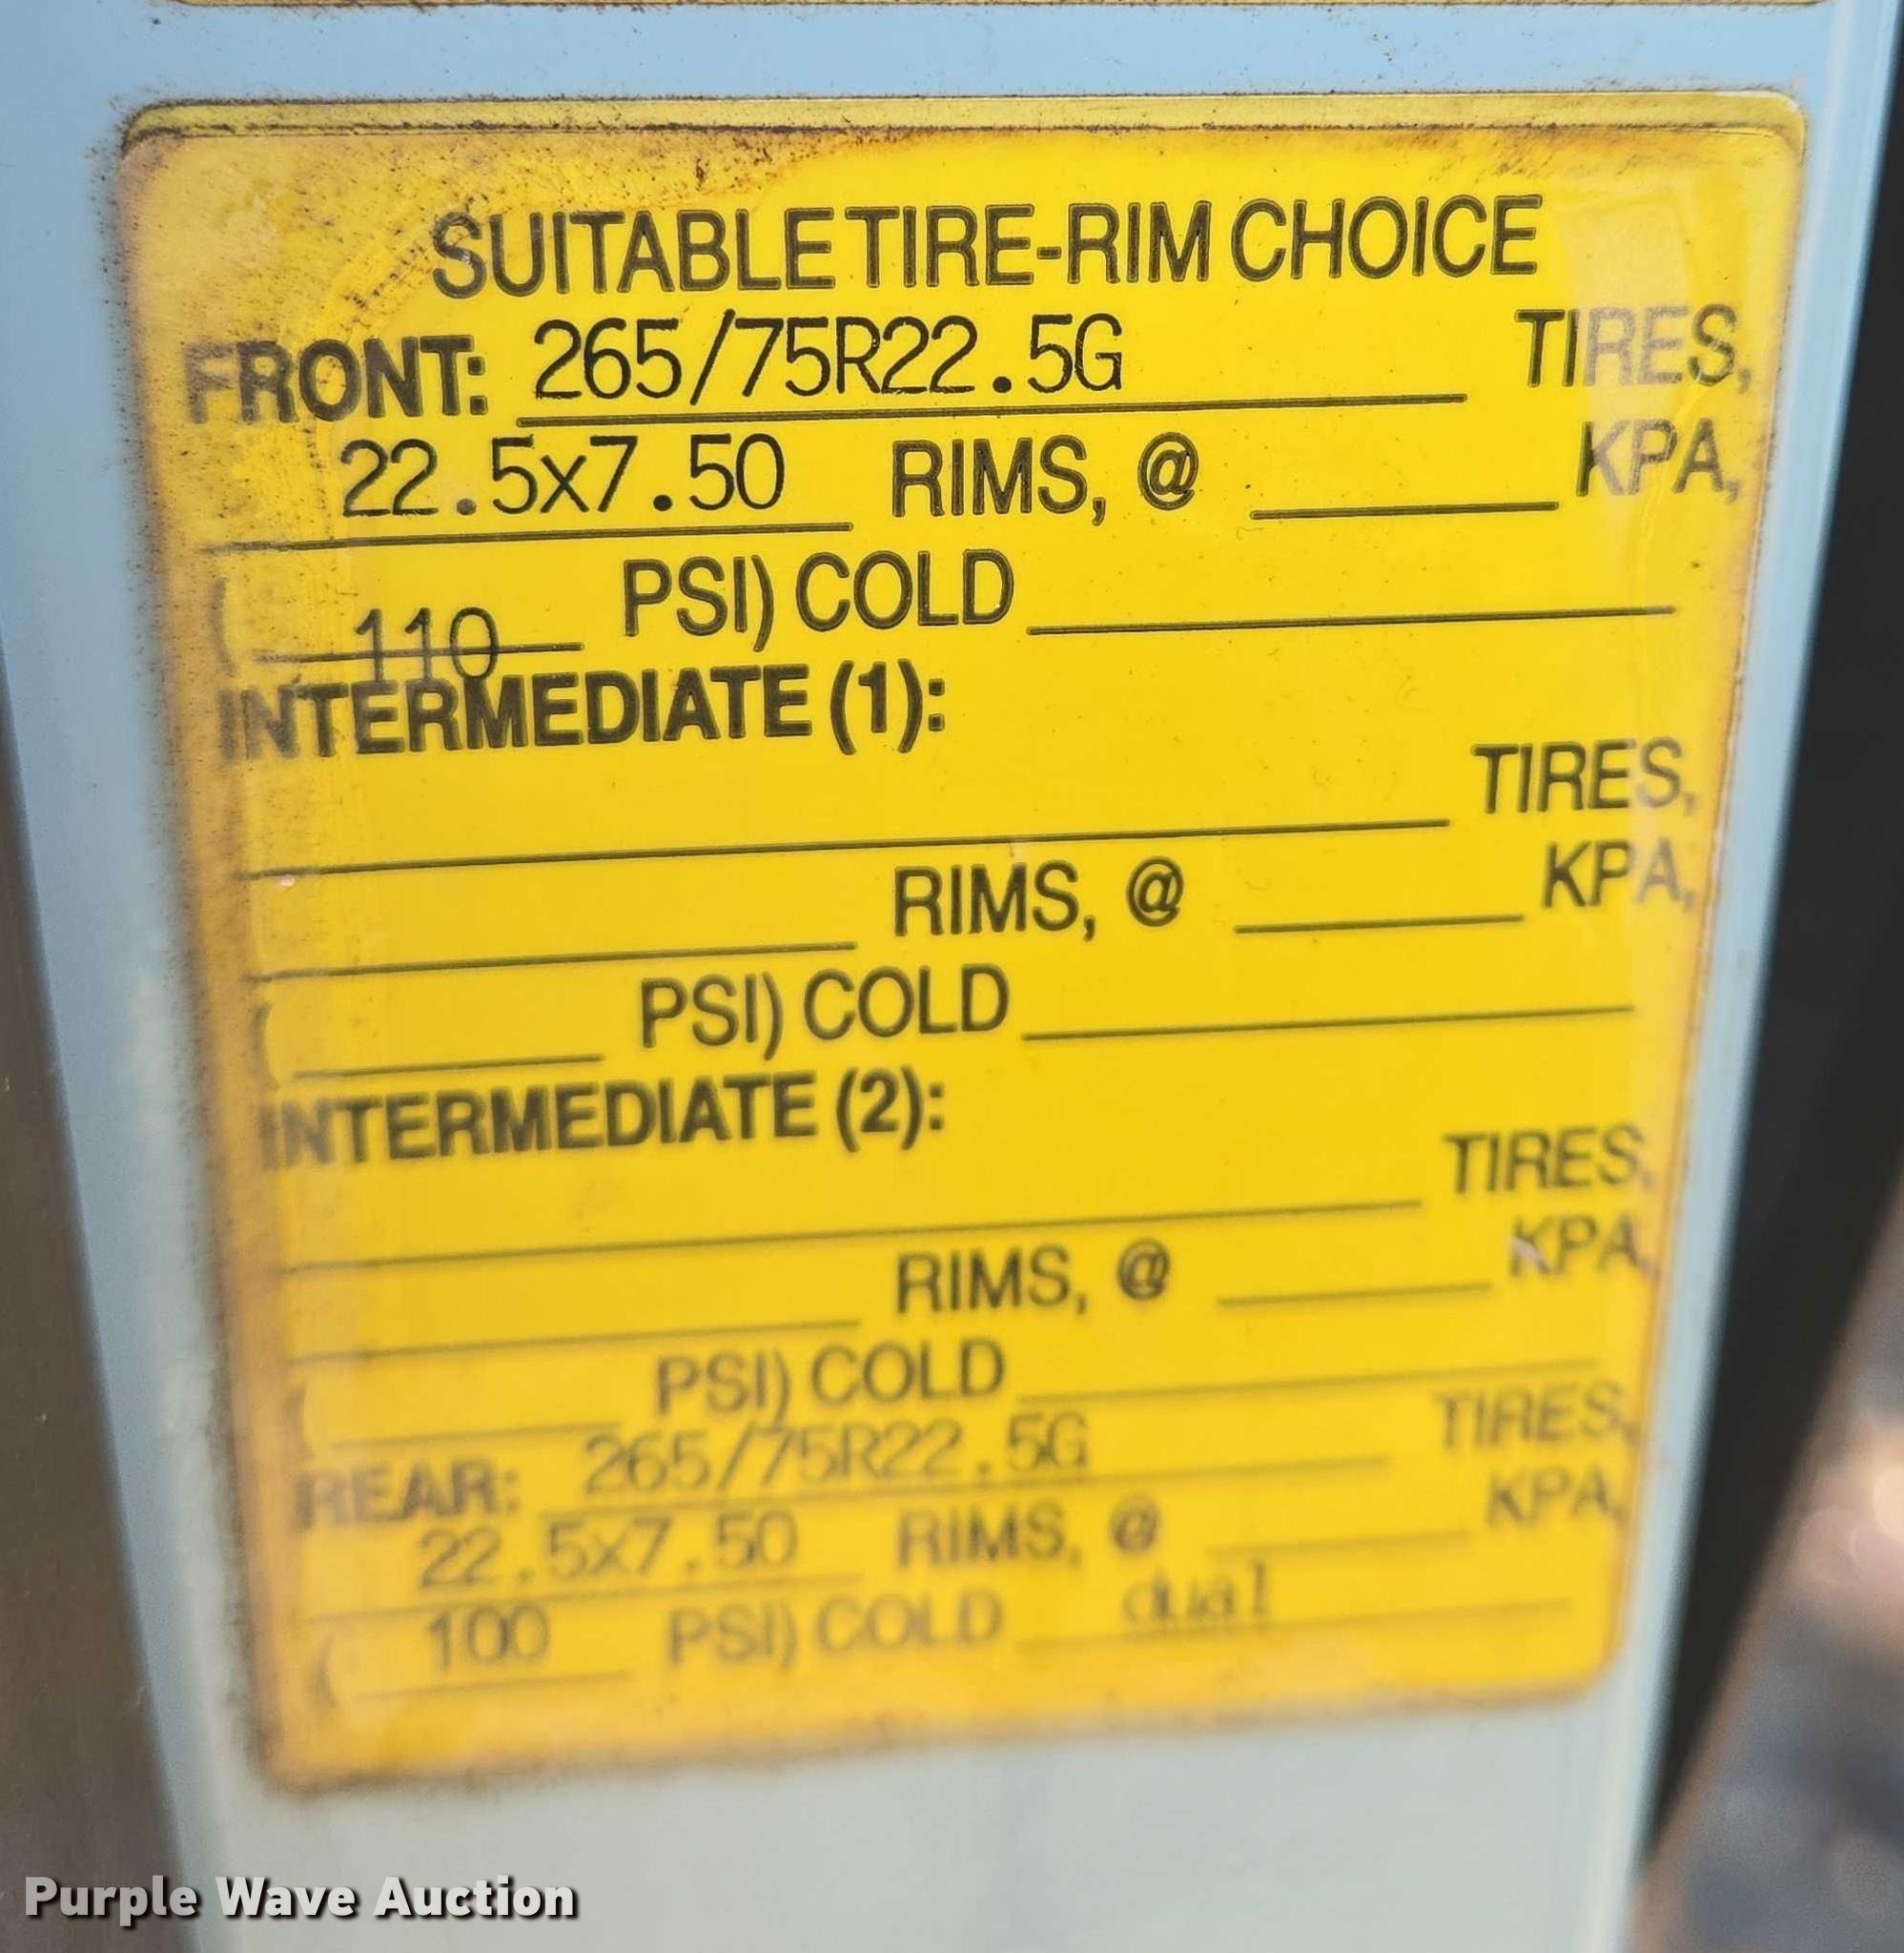 SUITABLE TIRE-RIM CHOICE
FRONT: 265/75R22.5G TIRES,
22.5x7.50 RIMS, @ KPA,
( 110 PSI) COLD
INTERMEDIATE (1):
TIRES,
RIMS, @ KPA,
( PSI) COLD
INTERMEDIATE (2):
TIRES,
RIMS, @ KPA,
( PSI) COLD
REAR: 265/75R22.5G TIRES,
22.5x7.50 RIMS, @ KPA,
( 100 PSI) COLD dual
Purple Wave Auction